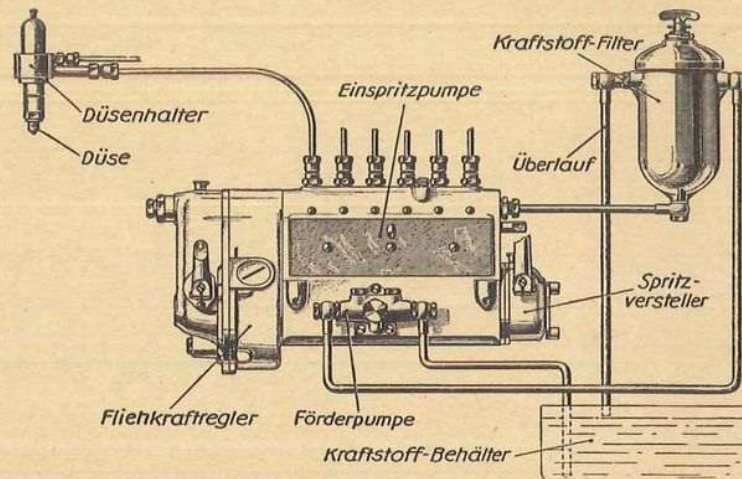 Kraftstoff-Filter
Einspritzpumpe
Düsenhalter
Düse
Überlauf
Spritz-
versteller
Fliehkraftregler
Förderpumpe
Kraftstoff-Behälter